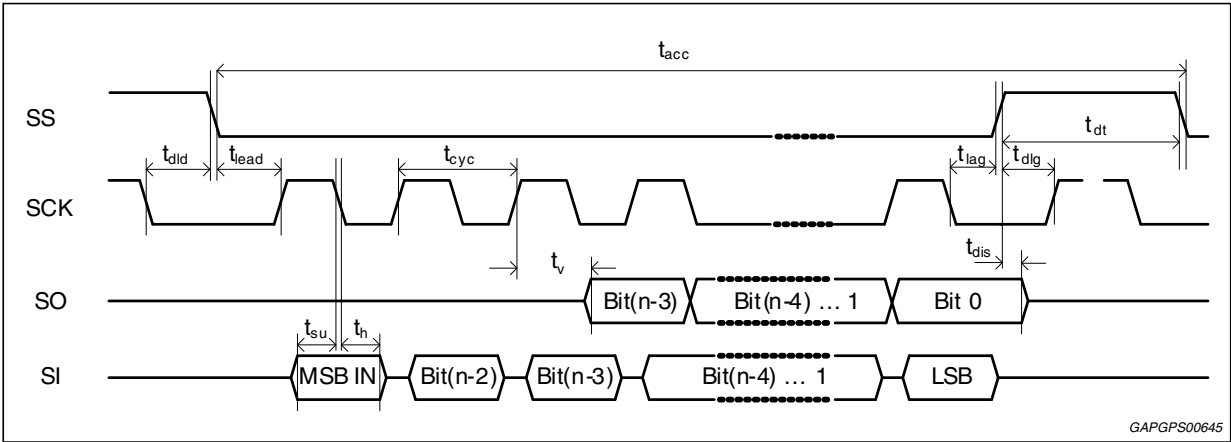 tacc
SS
tdt
tdld
tlead
tcyc
tlag
tdlg
SCK
tv
tdis
SO
Bit(n-3)
Bit(n-4) ... 1
Bit 0
tsu
th
SI
MSB IN
Bit(n-2)
Bit(n-3)
Bit(n-4) ... 1
LSB
GAPGPS00645